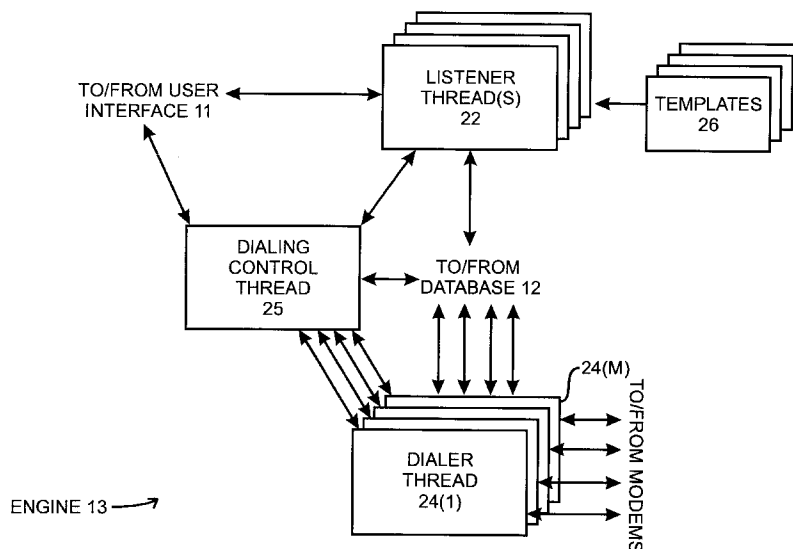 TO/FROM USER
INTERFACE 11
LISTENER
THREAD(S)
22
TEMPLATES
26
DIALING
CONTROL
THREAD
25
TO/FROM
DATABASE 12
24(M)
TO/FROM MODEMS
DIALER
THREAD
24(1)
ENGINE 13